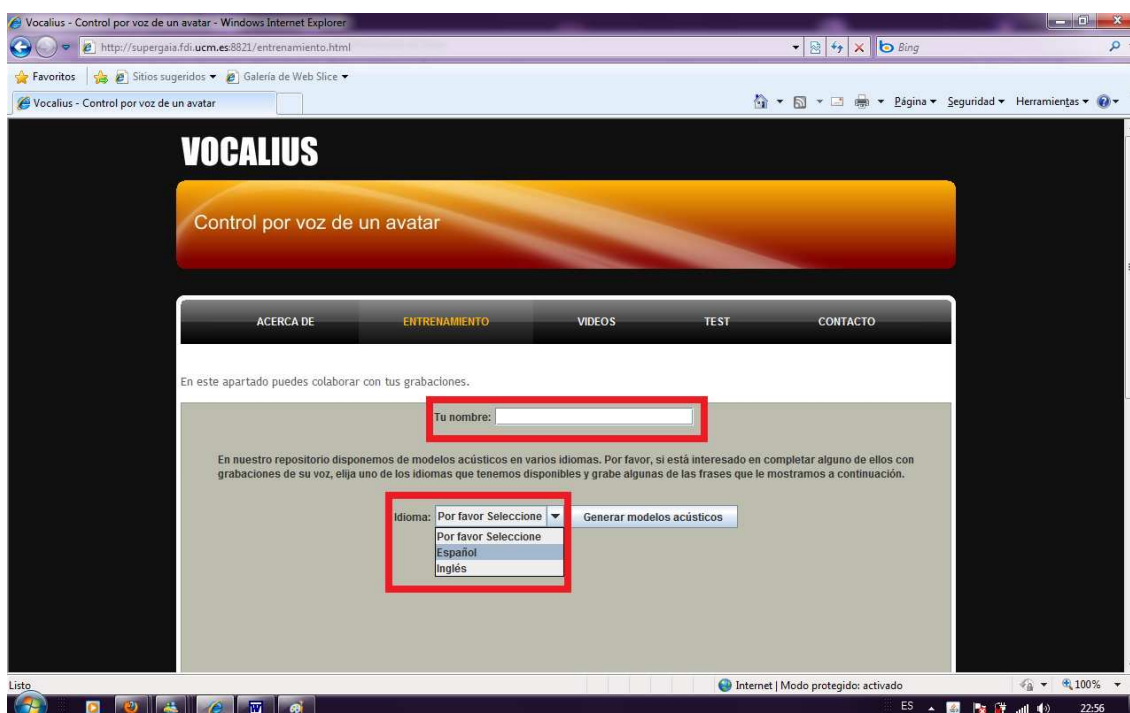 Vocalius - Control por voz de un avatar - Windows Internet Explorer
http://supergaia.fdi.ucm.es:8821/entrenamiento.html
Bing
Favoritos
Sitios sugeridos
Galería de Web Slice
Vocalius - Control por voz de un avatar
Página
Seguridad
Herramientas
VOCALIUS
Control por voz de un avatar
ACERCA DE
ENTRENAMIENTO
VIDEOS
TEST
CONTACTO
En este apartado puedes colaborar con tus grabaciones.
Tu nombre:
En nuestro repositorio disponemos de modelos acústicos en varios idiomas. Por favor, si está interesado en completar alguno de ellos con
grabaciones de su voz, elija uno de los idiomas que tenemos disponibles y grabe algunas de las frases que le mostramos a continuación.
Idioma: Por favor Seleccione
Generar modelos acústicos
Por favor Seleccione
Español
Inglés
Listo
Internet | Modo protegido: activado
100%
ES
22:56